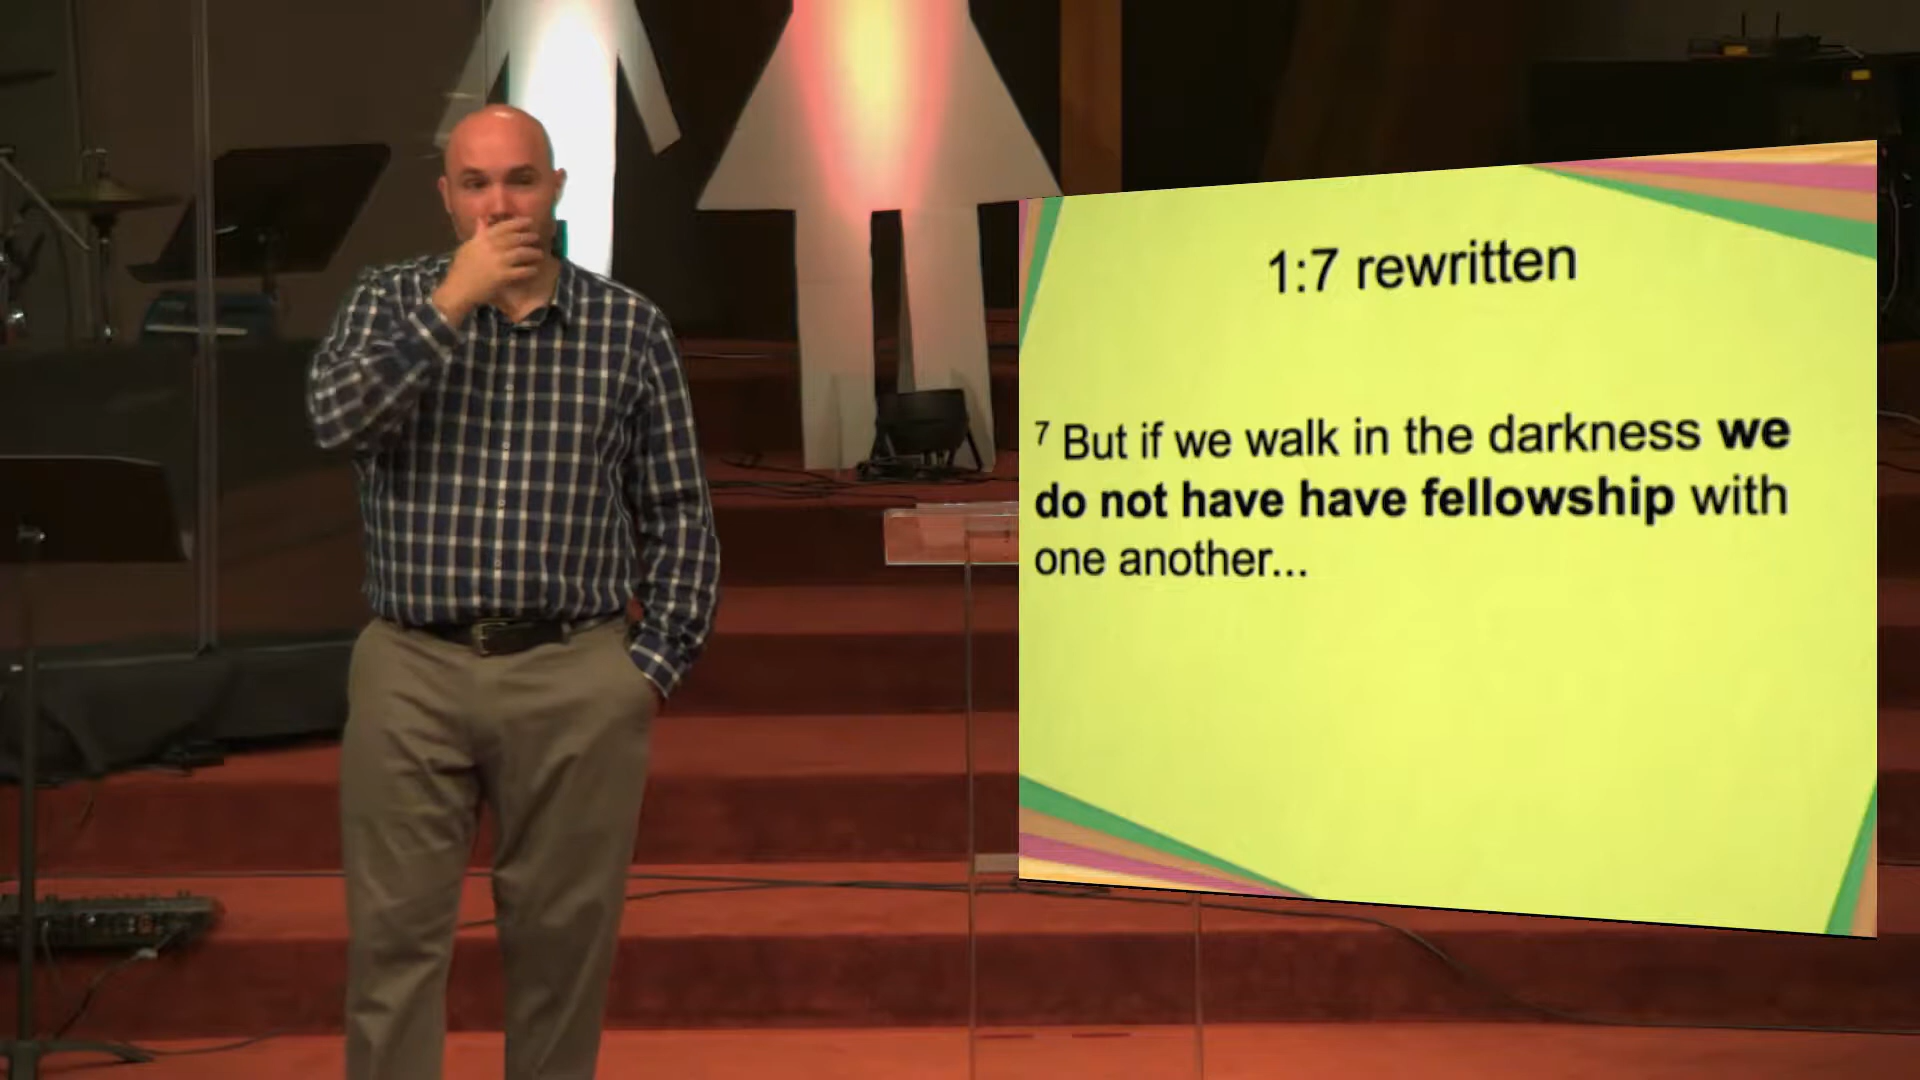 1:7 rewritten
7 But if we walk in the darkness we
do not have have fellowship with
one another...